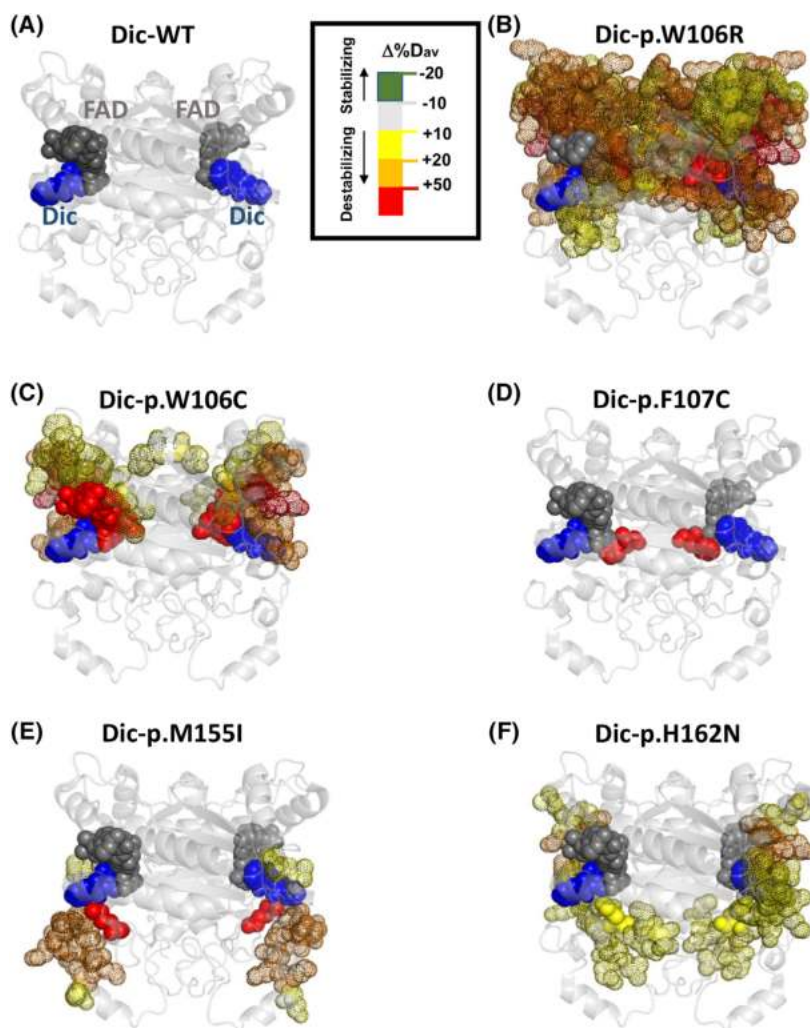 (A)
Dic-WT
FAD FAD
Dic Dic
Δ%Dav
Stabilizing
Destabilizing
-20
-10
+10
+20
+50
(B)
Dic-p.W106R
(C)
Dic-p.W106C
(D)
Dic-p.F107C
(E)
Dic-p.M155I
(F)
Dic-p.H162N